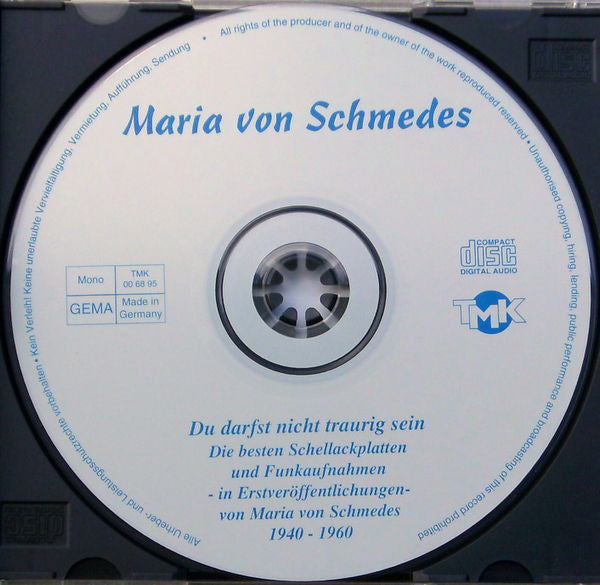 All rights of the producer and of the owner of the work reproduced reserved • Unauthorised copying, hiring, lending, public performance and broadcasting of this record prohibited
Alle Urheber- und Leistungsschutzrechte vorbehalten • Kein Verleih! Keine unerlaubte Vervielfältigung, Vermietung, Aufführung, Sendung •
Maria von Schmedes
Mono
TMK
00 68 95
GEMA
Made in
Germany
COMPACT
disc
DIGITAL AUDIO
TMK
Du darfst nicht traurig sein
Die besten Schellackplatten
und Funkaufnahmen
- in Erstveröffentlichungen-
von Maria von Schmedes
1940 - 1960
disc
disc